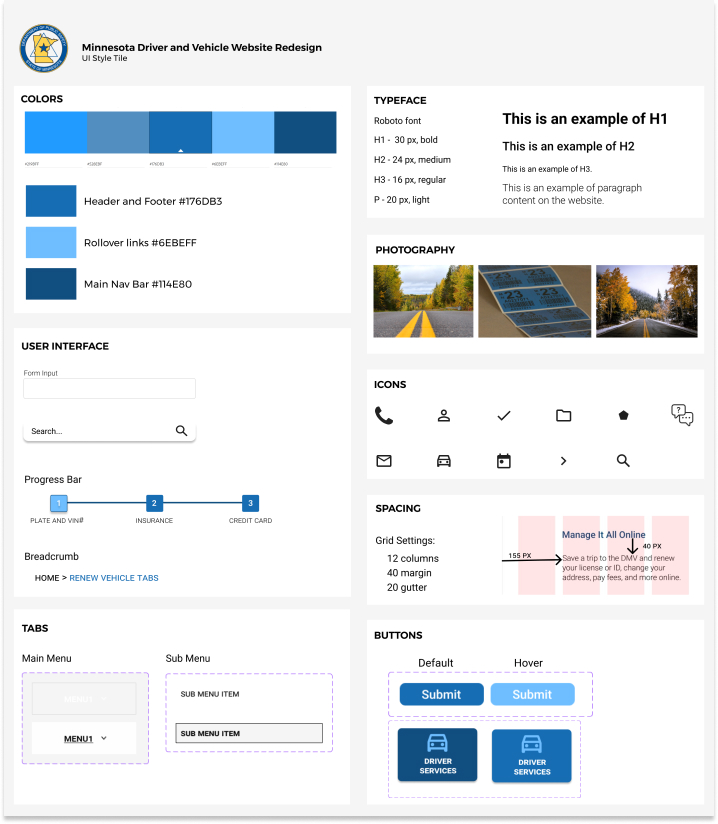 Minnesota Driver and Vehicle Website Redesign
UI Style Tile
COLORS
#176DB3
#114E80
Header and Footer #176DB3
Rollover links #6EBEFF
Main Nav Bar #114E80
USER INTERFACE
Form Input
Search...
Progress Bar
1
2
3
PLATE AND VIN#
INSURANCE
CREDIT CARD
Breadcrumb
HOME > RENEW VEHICLE TABS
TABS
Main Menu
Sub Menu
MENU1
MENU1
SUB MENU ITEM
SUB MENU ITEM
TYPEFACE
Roboto font
H1 - 30 px, bold
H2 - 24 px, medium
H3 - 16 px, regular
P - 20 px, light
This is an example of H1
This is an example of H2
This is an example of H3.
This is an example of paragraph
content on the website.
PHOTOGRAPHY
23
23
ICONS
?
SPACING
Grid Settings:
12 columns
40 margin
20 gutter
155 PX
Manage It All Online
40 PX
Save a trip to the DMV and renew
your license or ID, change your
address, pay fees, and more online.
BUTTONS
Default
Hover
Submit
Submit
DRIVER
SERVICES
DRIVER
SERVICES